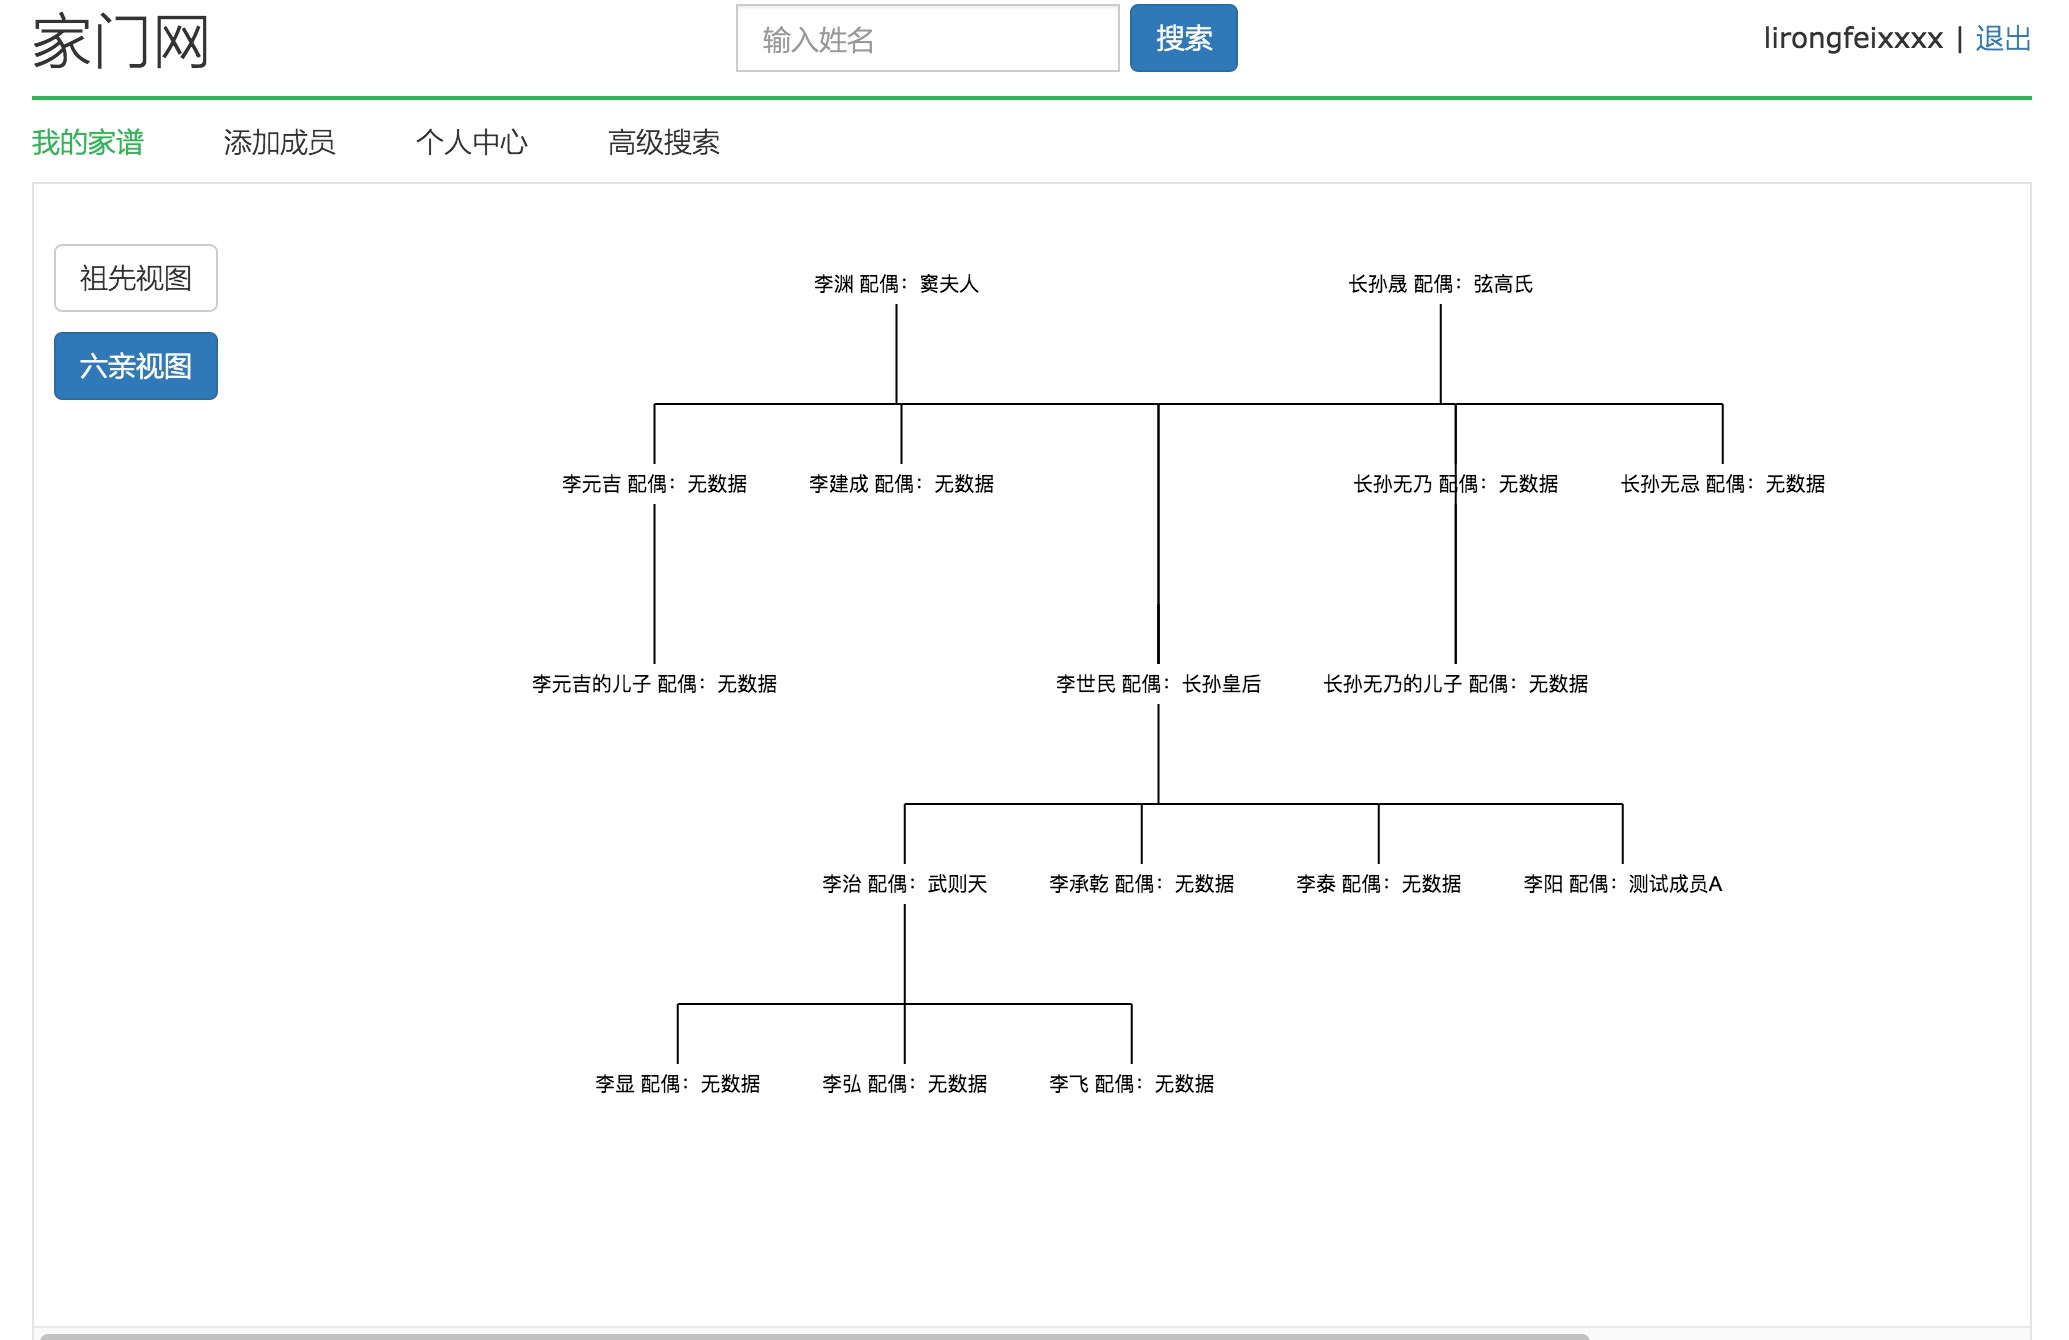 家门网
输入姓名
搜索
lirongfeixxxx | 退出
我的家谱 添加成员 个人中心 高级搜索
祖先视图
六亲视图
李渊 配偶：窦夫人
长孙晟 配偶：弦高氏
李元吉 配偶：无数据
李建成 配偶：无数据
长孙无乃 配偶：无数据
长孙无忌 配偶：无数据
李元吉的儿子 配偶：无数据
李世民 配偶：长孙皇后
长孙无乃的儿子 配偶：无数据
李治 配偶：武则天
李承乾 配偶：无数据
李泰 配偶：无数据
李阳 配偶：测试成员A
李显 配偶：无数据
李弘 配偶：无数据
李飞 配偶：无数据